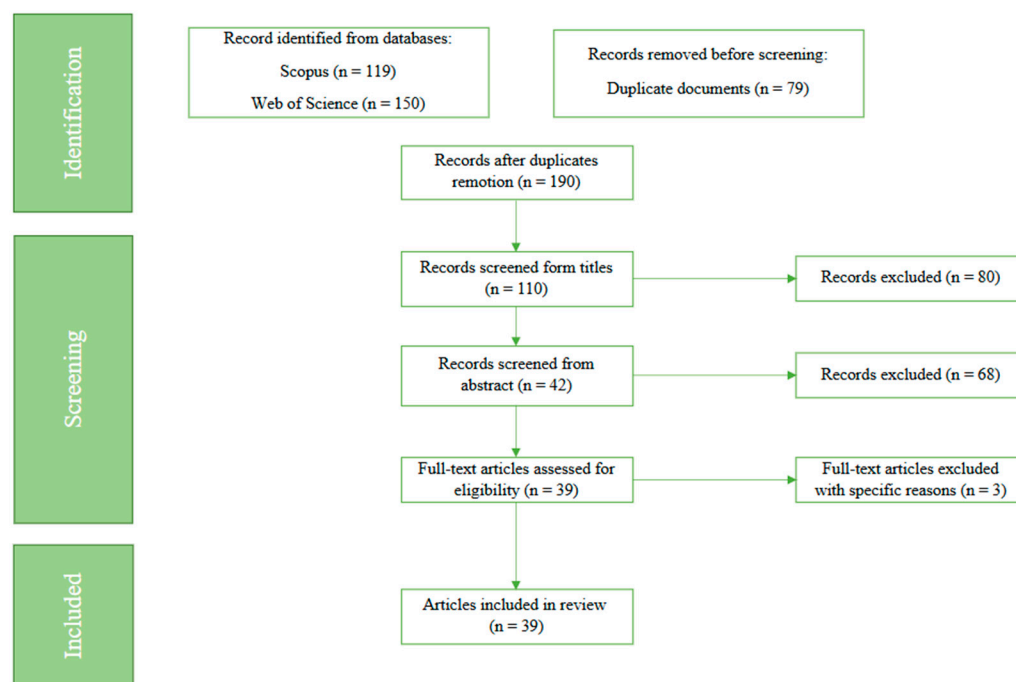 Identification
Record identified from databases:
Scopus (n = 119)
Web of Science (n = 150)
Records removed before screening:
Duplicate documents (n = 79)
Records after duplicates
remotion (n = 190)
Screening
Records screened form titles
(n = 110)
Records excluded (n = 80)
Records screened from
abstract (n = 42)
Records excluded (n = 68)
Full-text articles assessed for
eligibility (n = 39)
Full-text articles excluded
with specific reasons (n = 3)
Included
Articles included in review
(n = 39)